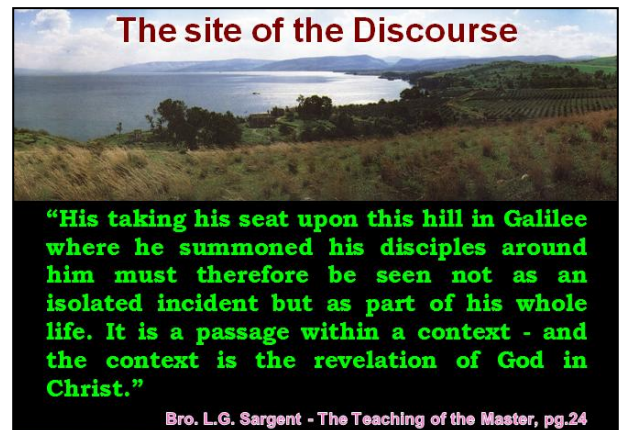 The site of the Discourse
“His taking his seat upon this hill in Galilee
where he summoned his disciples around
him must therefore be seen not as an
isolated incident but as part of his whole
life. It is a passage within a context - and
the context is the revelation of God in
Christ.”
Bro. L.G. Sargent - The Teaching of the Master, pg.24